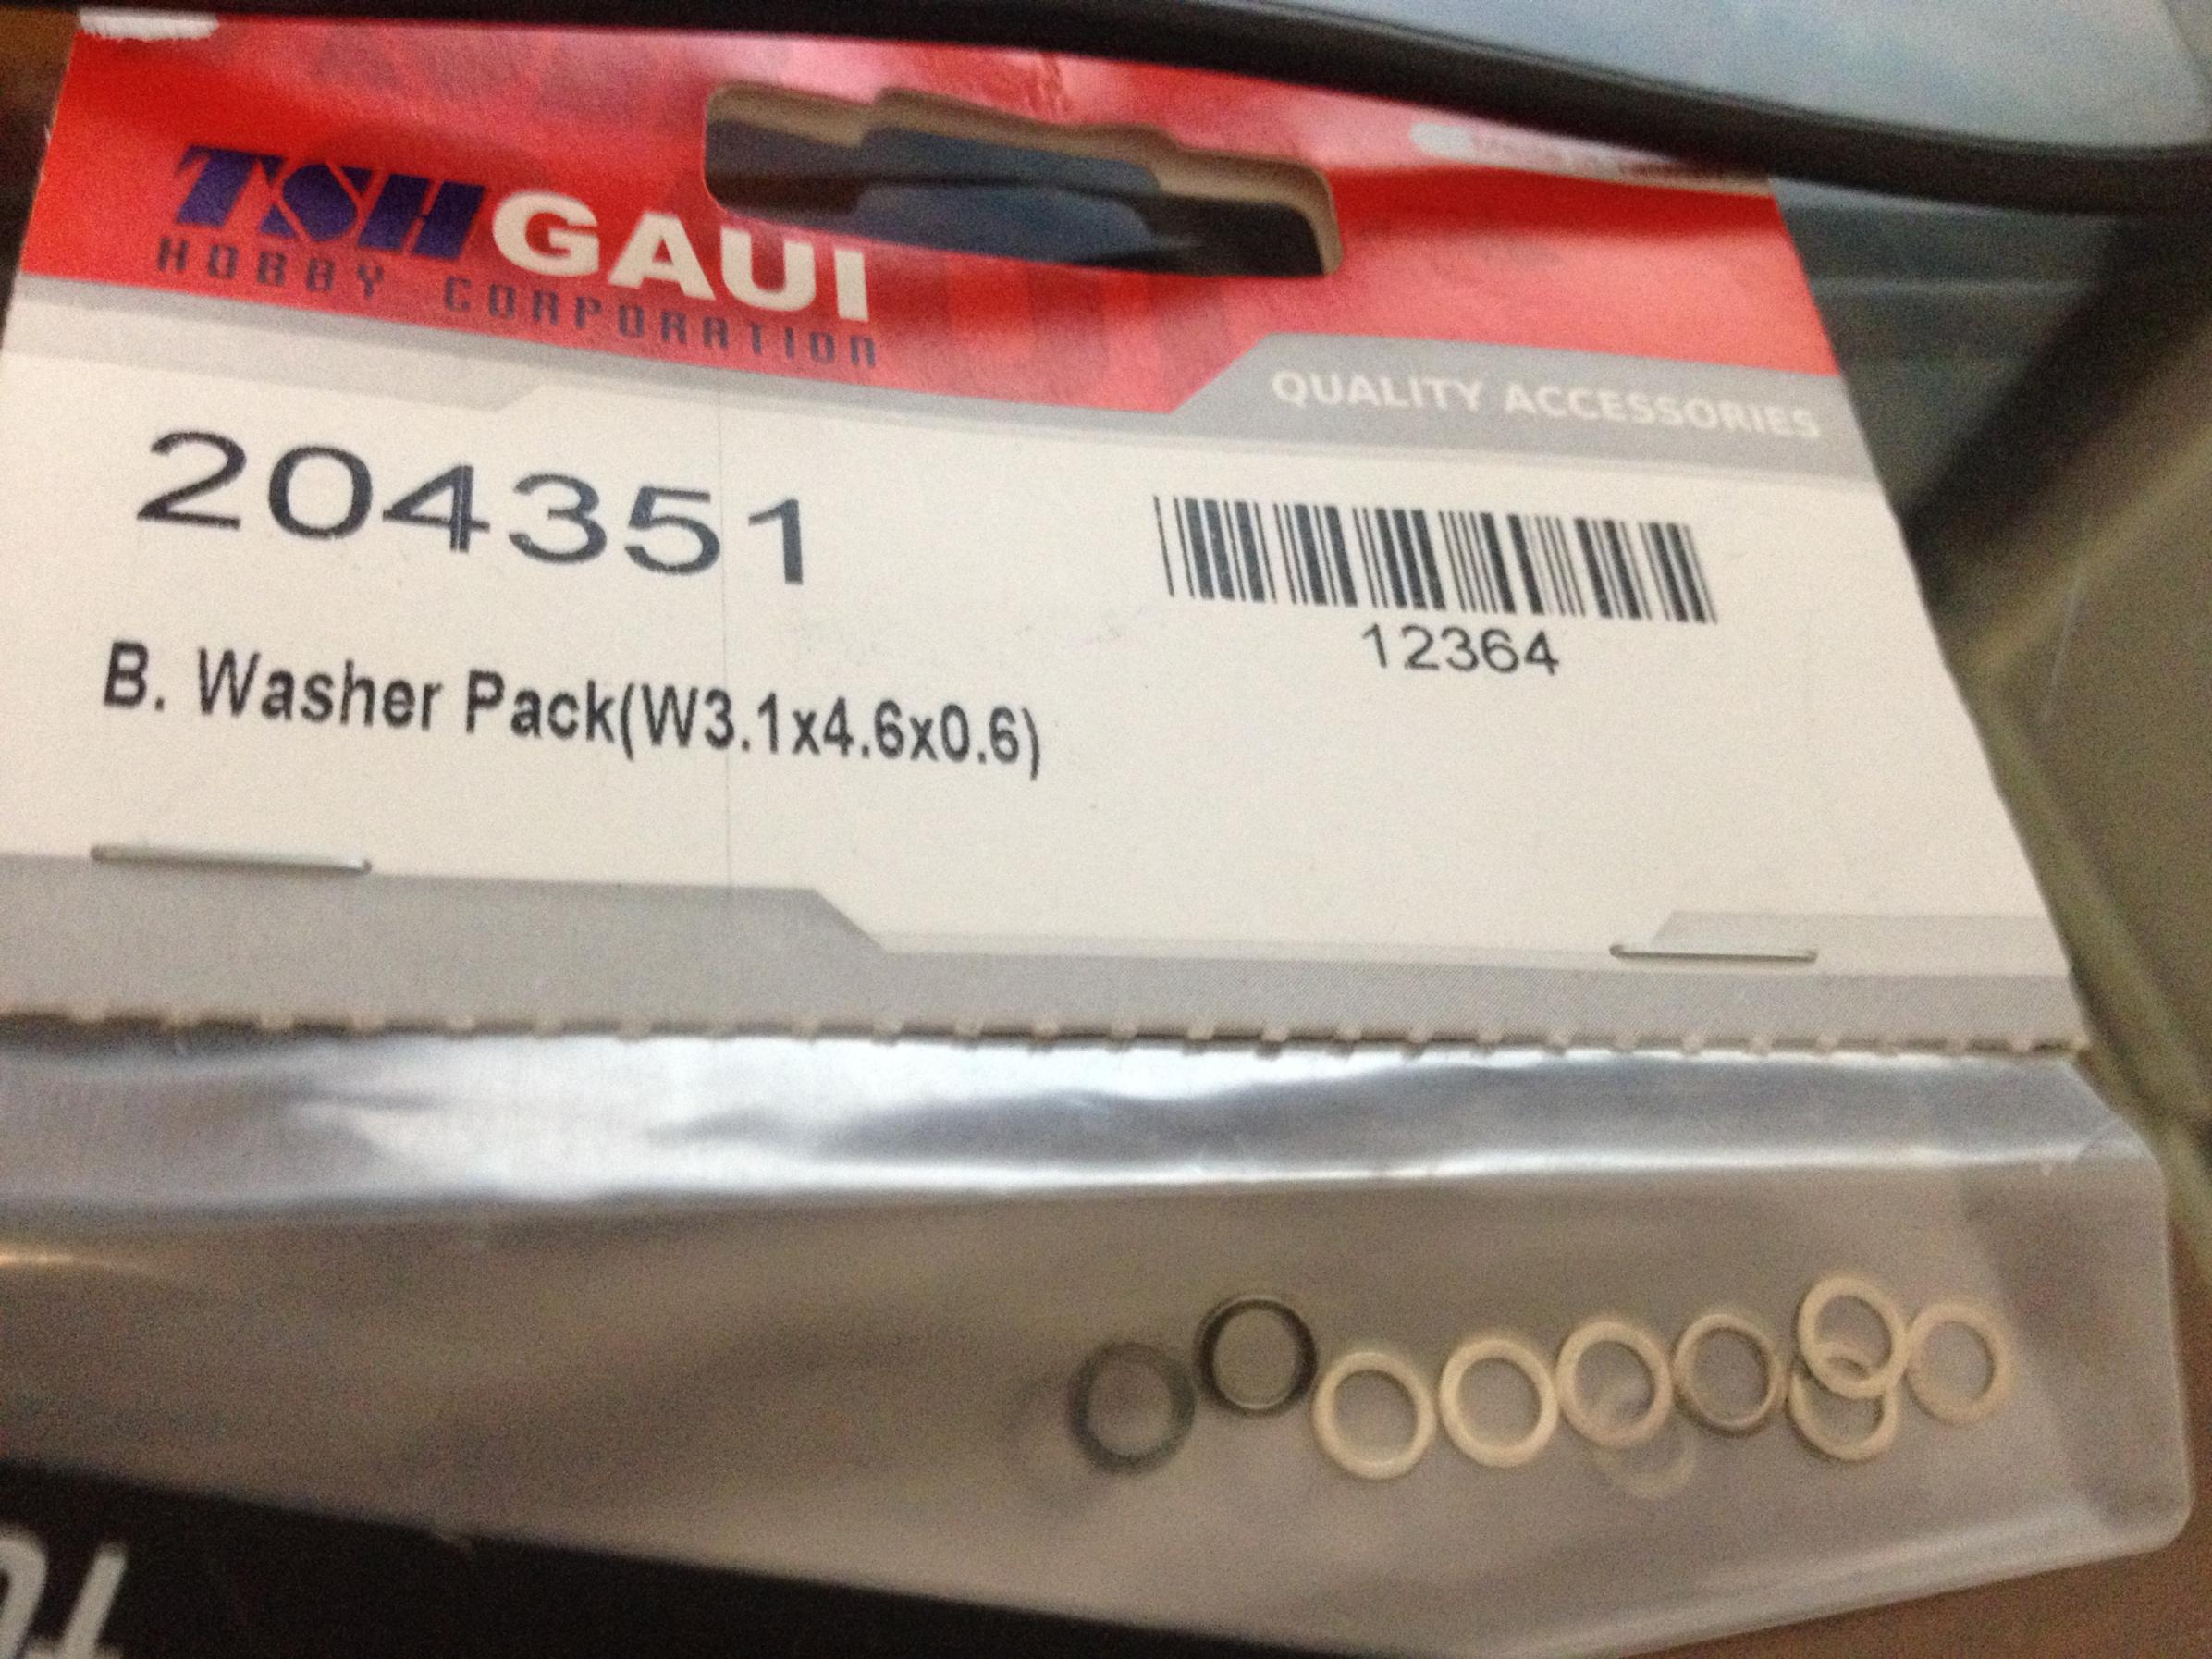 TSH GAUI
HOBBY CORPORATION
QUALITY ACCESSORIES
204351
12364
B. Washer Pack(W3.1x4.6x0.6)